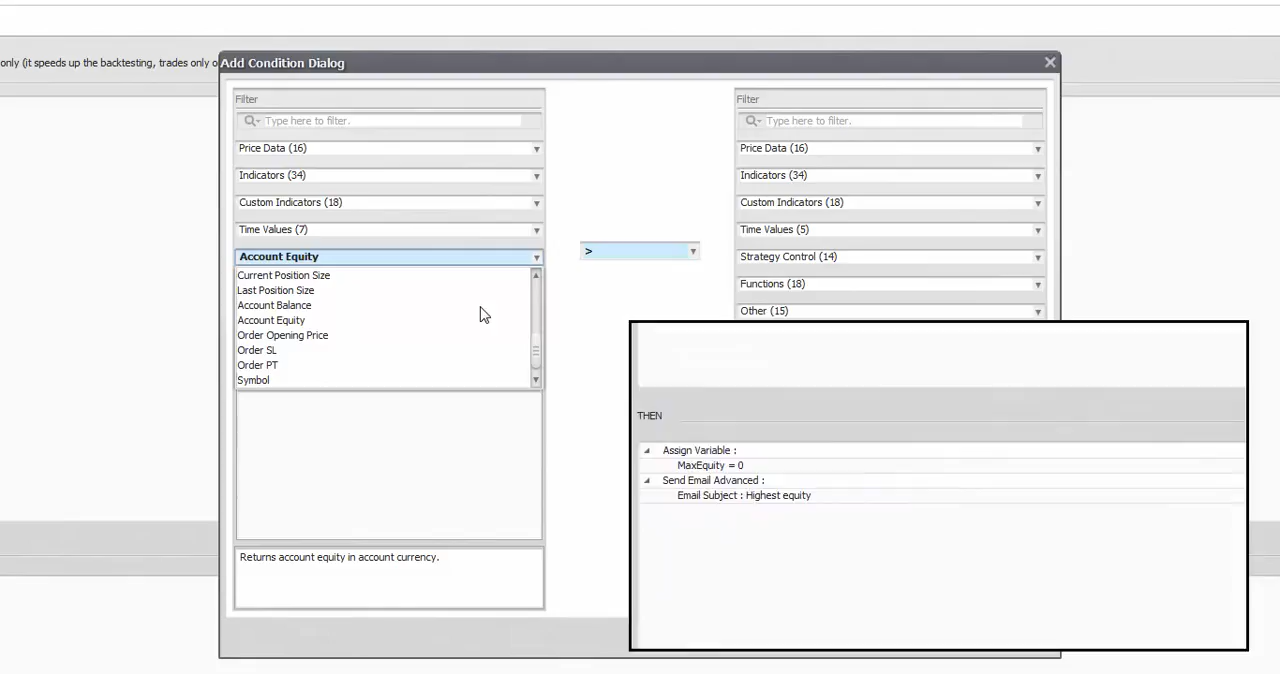 only (it speeds up the backtesting, trades only o
Add Condition Dialog
Filter
Type here to filter.
Price Data (16)
Indicators (34)
Custom Indicators (18)
Time Values (7)
Account Equity
Current Position Size
Last Position Size
Account Balance
Account Equity
Order Opening Price
Order SL
Order PT
Symbol
Returns account equity in account currency.
>
Filter
Type here to filter.
Price Data (16)
Indicators (34)
Custom Indicators (18)
Time Values (5)
Strategy Control (14)
Functions (18)
Other (15)
THEN
Assign Variable :
MaxEquity = 0
Send Email Advanced :
Email Subject : Highest equity